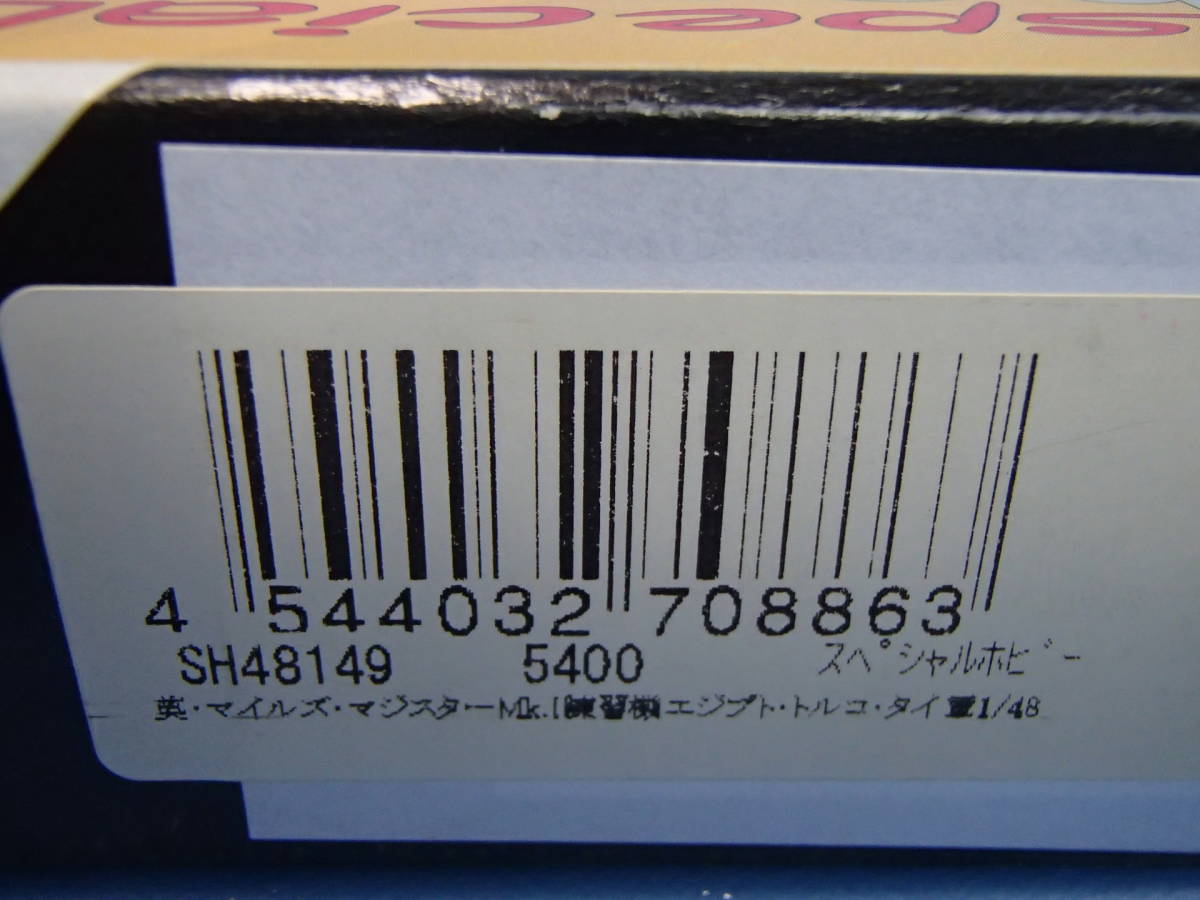 special
4 544032 708863
SH48149 5400 スペシャルホビー
英・マイルズ・マジスターMk.I練習機エジプト・トルコ・タイ軍1/48